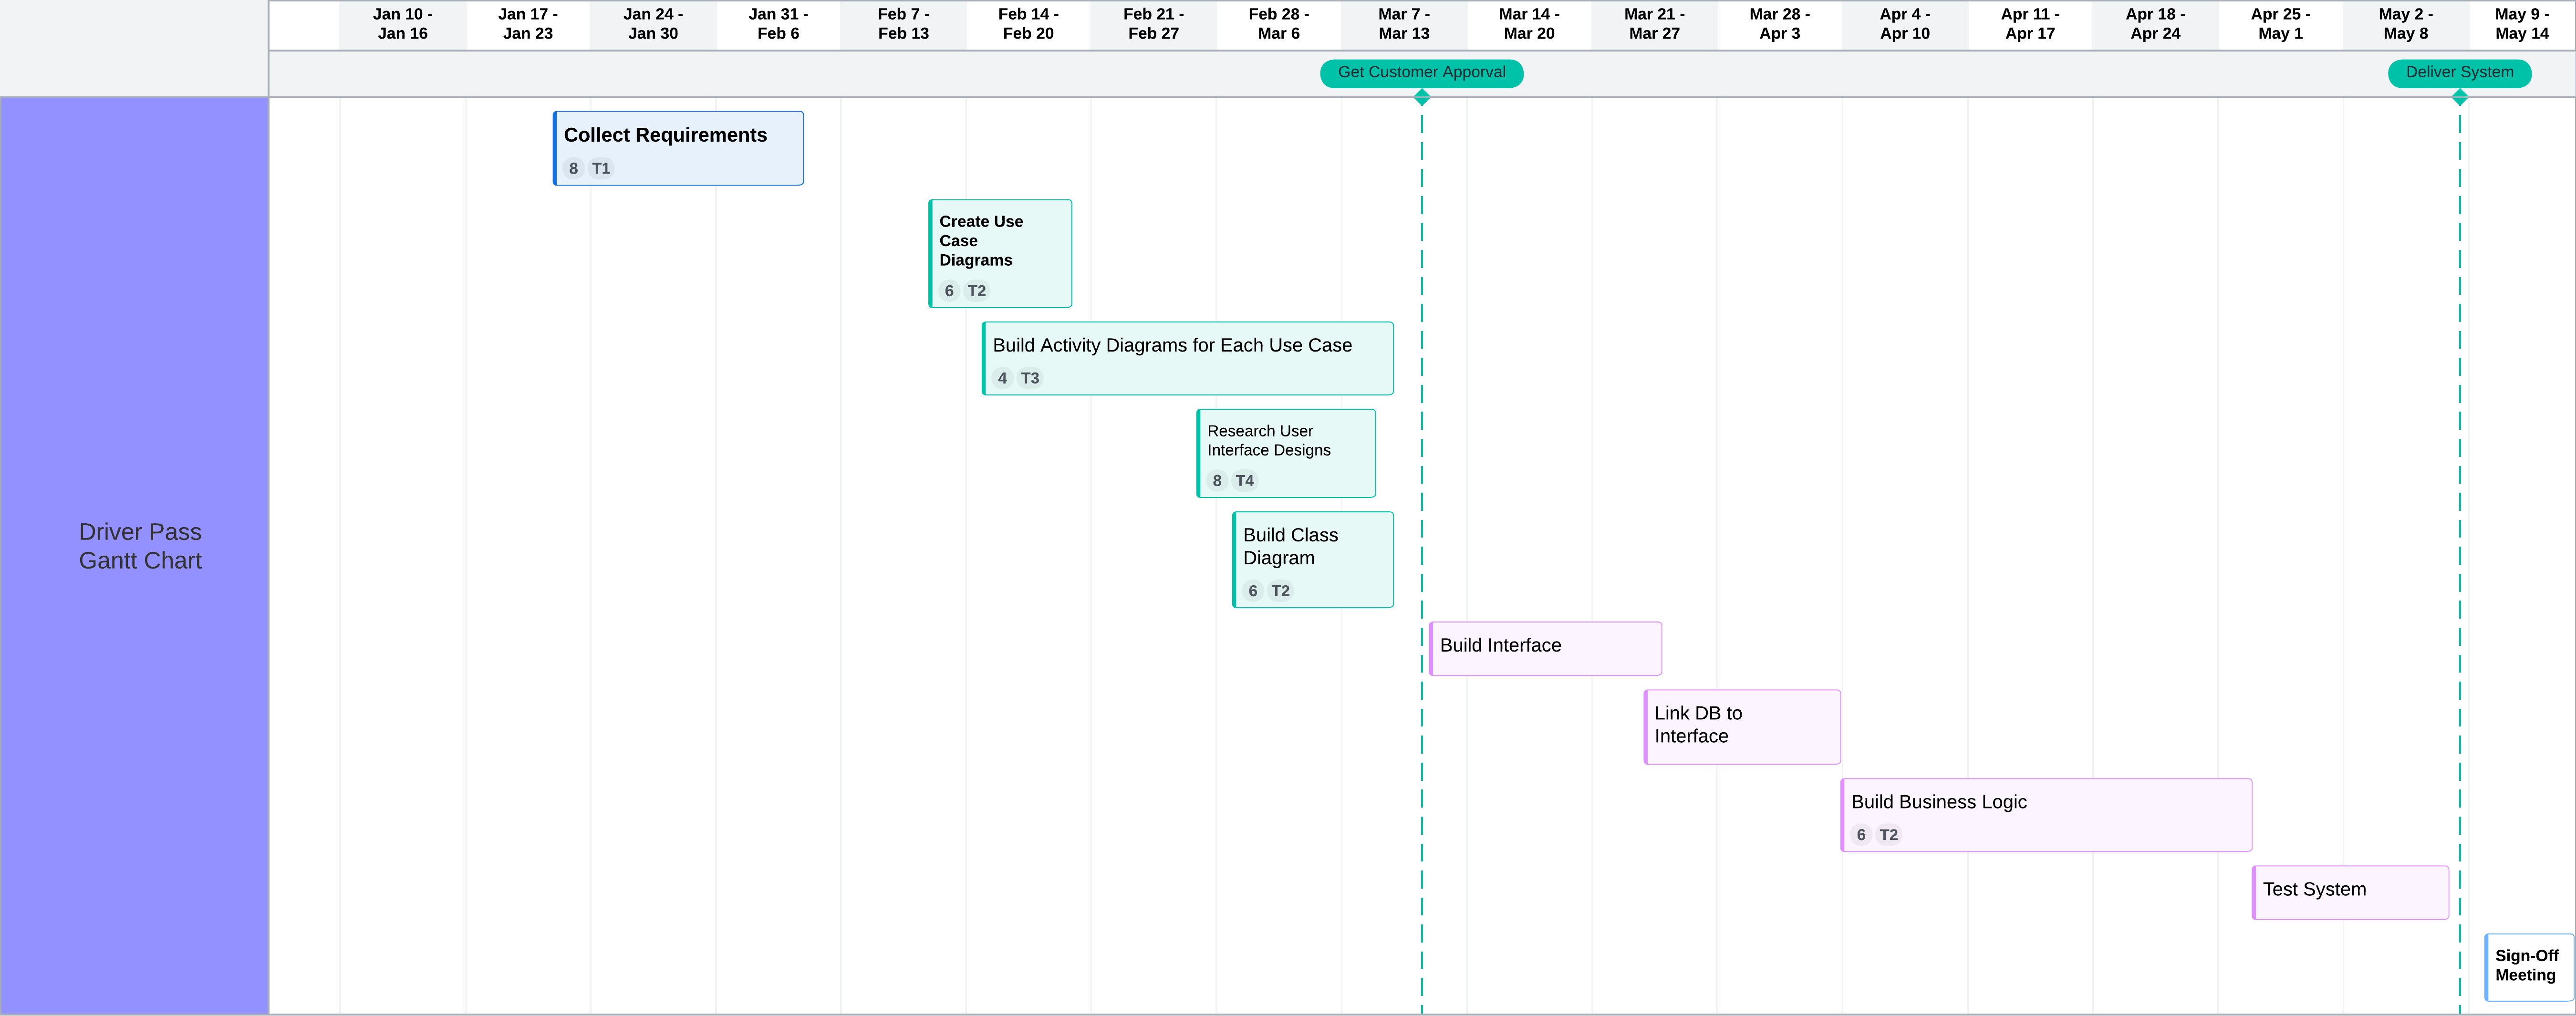 Jan 10 -
Jan 16
Jan 17 -
Jan 23
Jan 24 -
Jan 30
Jan 31 -
Feb 6
Feb 7 -
Feb 13
Feb 14 -
Feb 20
Feb 21 -
Feb 27
Feb 28 -
Mar 6
Mar 7 -
Mar 13
Mar 14 -
Mar 20
Mar 21 -
Mar 27
Mar 28 -
Apr 3
Apr 4 -
Apr 10
Apr 11 -
Apr 17
Apr 18 -
Apr 24
Apr 25 -
May 1
May 2 -
May 8
May 9 -
May 14
Get Customer Apporval
Deliver System
Driver Pass
Gantt Chart
Collect Requirements
8 T1
Create Use
Case
Diagrams
6 T2
Build Activity Diagrams for Each Use Case
4 T3
Research User
Interface Designs
8 T4
Build Class
Diagram
6 T2
Build Interface
Link DB to
Interface
Build Business Logic
6 T2
Test System
Sign-Off
Meeting